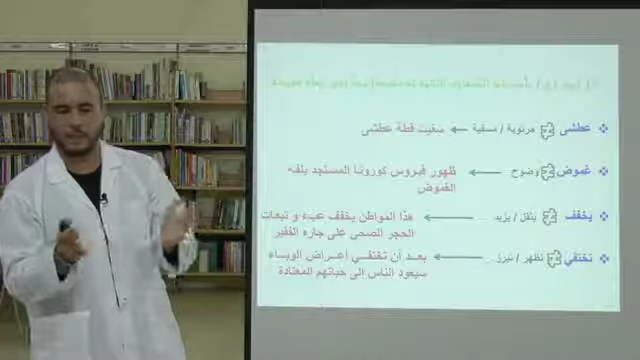 عطشى مرتوية / مسقية ← سقيت قطة عطشى
غموض وضوح ← ظهور فيروس كورونا المستجد يلفه
الغموض
يخفف يثقل / يزيد... ← هذا المواطن يخفف عبء و تبعات
الحجر الصحي على جاره الفقير
تختفي تظهر / تبرز.. ← بعد أن تختفي أعراض الوباء
سيعود الناس الى حياتهم المعتادة